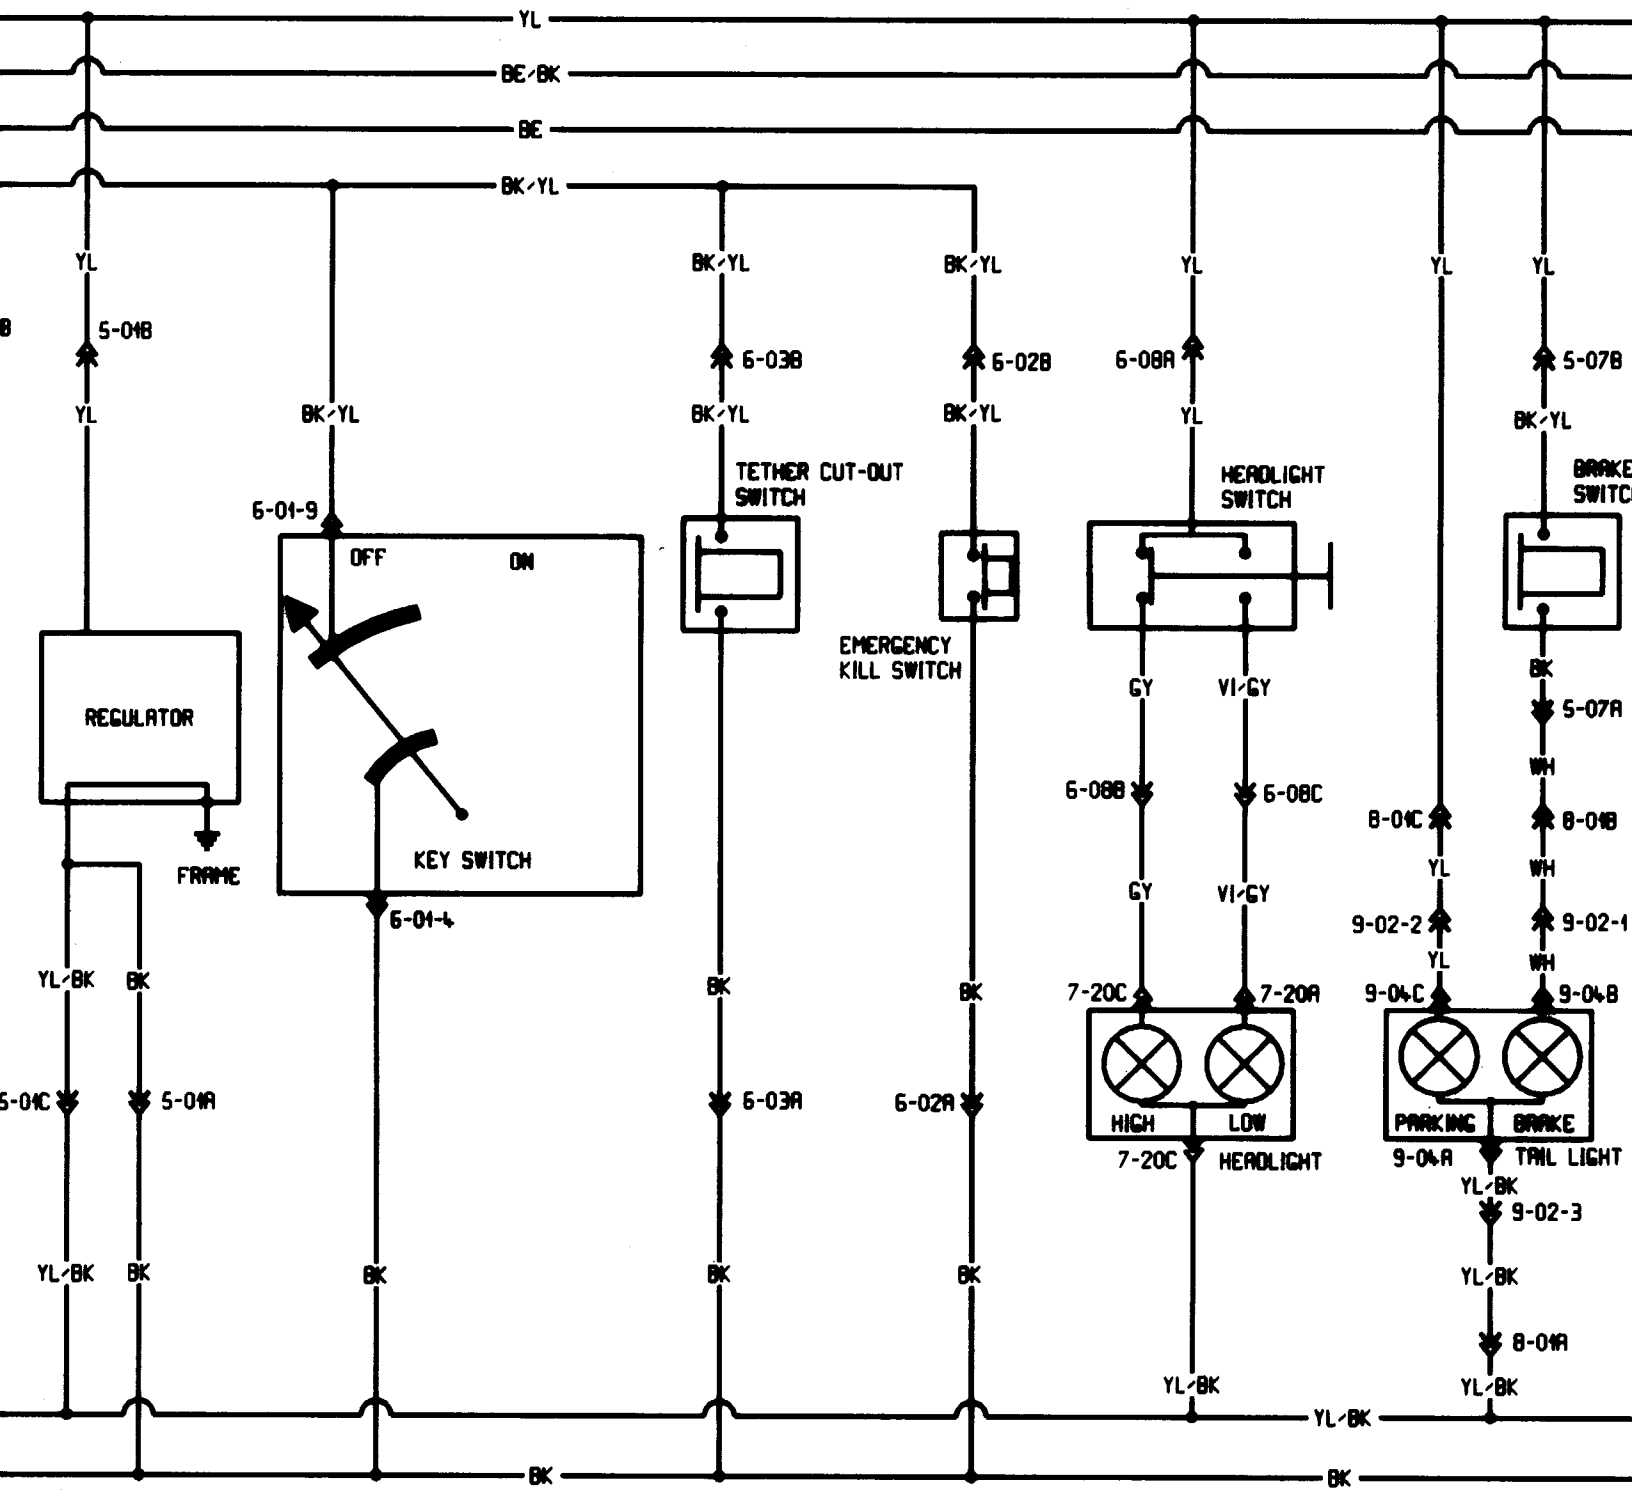 YL
BE/BK
BE
BK/YL
YL
BK/YL
BK/YL
YL
YL
YL
B
5-01B
6-03B
6-02B
6-08A
5-07B
YL
BK/YL
BK/YL
BK/YL
YL
BK/YL
TETHER CUT-OUT
SWITCH
HEADLIGHT
SWITCH
BRAKE
SWITC
6-01-9
OFF
ON
EMERGENCY
KILL SWITCH
REGULATOR
GY
VI/GY
BK
5-07A
WH
6-08B
6-08C
8-01C
8-01B
FRAME
KEY SWITCH
YL
WH
GY
VI/GY
6-01-4
9-02-2
9-02-1
YL
WH
YL/BK
BK
BK
BK
7-20C
7-20A
9-04C
9-04B
5-01C
5-01A
6-03A
6-02A
HIGH
LOW
PARKING
BRAKE
7-20C
HEADLIGHT
9-04A
TAIL LIGHT
YL/BK
9-02-3
YL/BK
BK
BK
BK
BK
YL/BK
8-01A
YL/BK
YL/BK
YL/BK
BK
BK